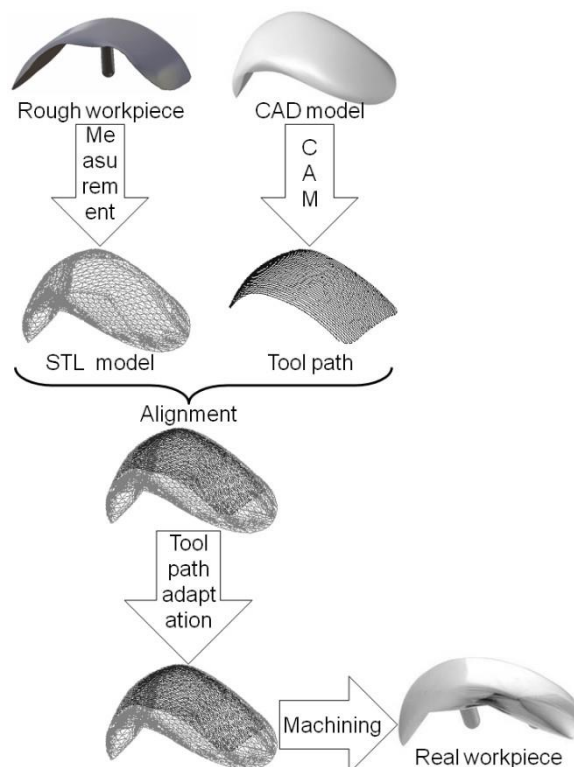 Rough workpiece
CAD model
Me
asu
rem
ent
C
A
M
STL model
Tool path
Alignment
Tool
path
adapt
ation
Machining
Real workpiece